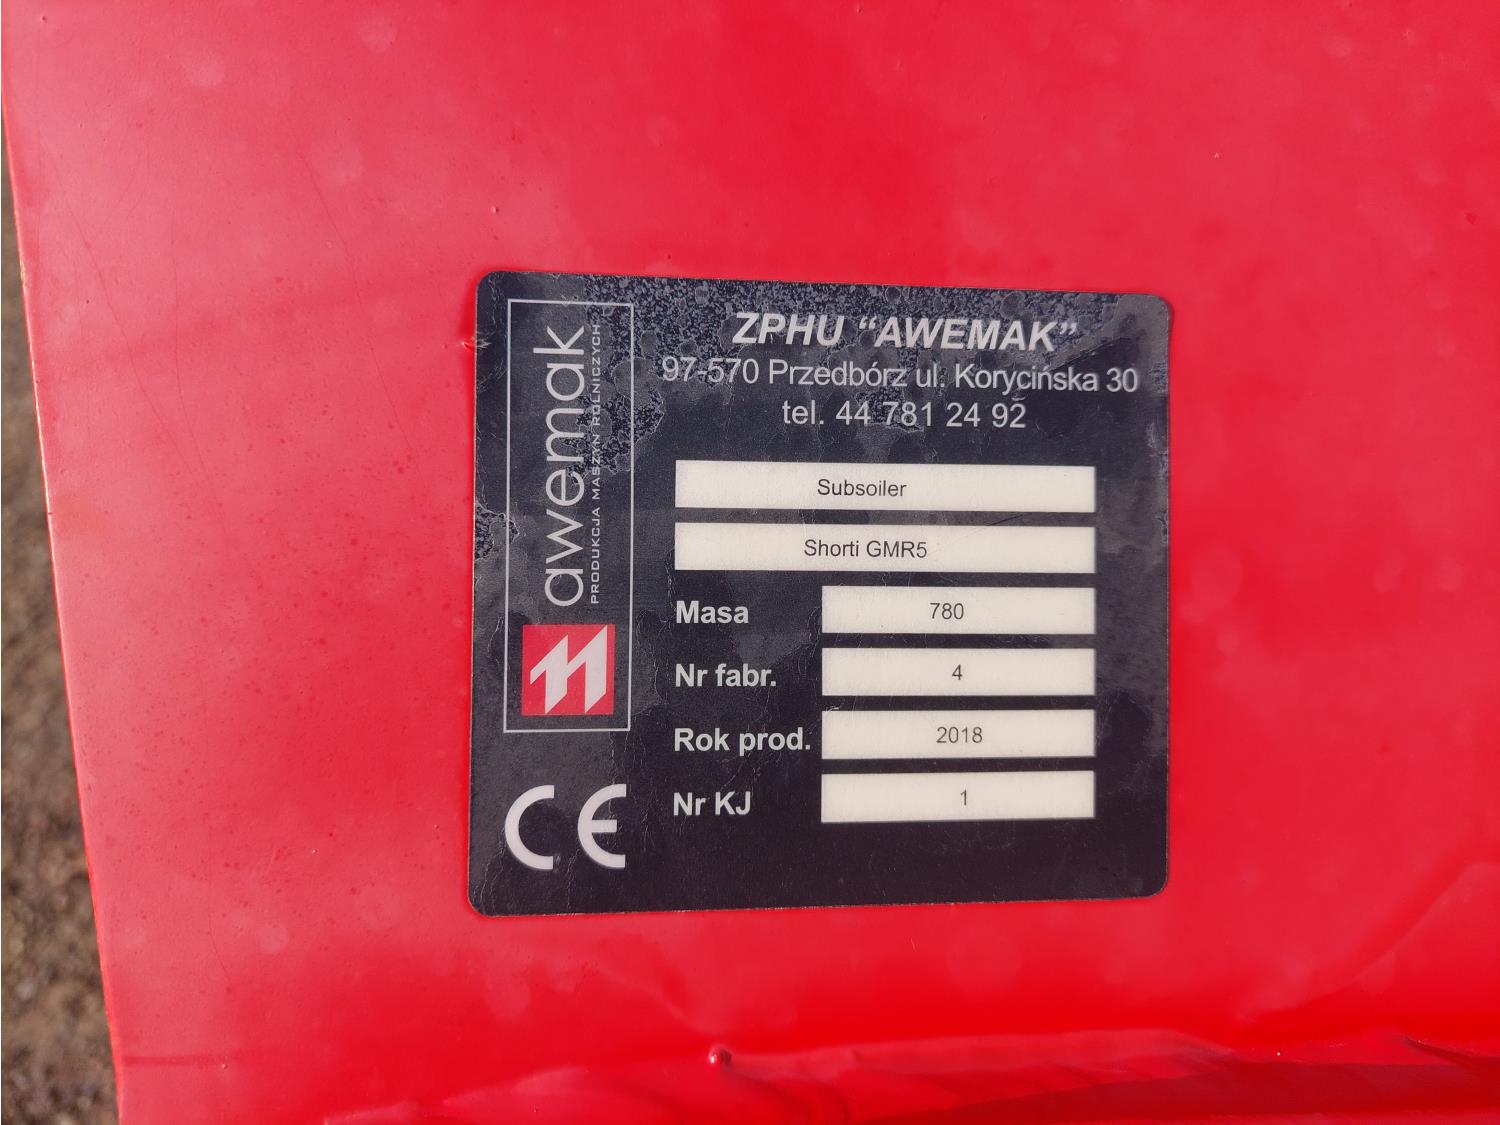 ZPHU “AWEMAK”
97-570 Przedbórz ul. Korycińska 30
tel. 44 781 24 92
awemak
PRODUKCJA MASZYN ROLNICZYCH
Subsoiler
Shorti GMR5
Masa 780
Nr fabr. 4
Rok prod. 2018
Nr KJ 1
CE